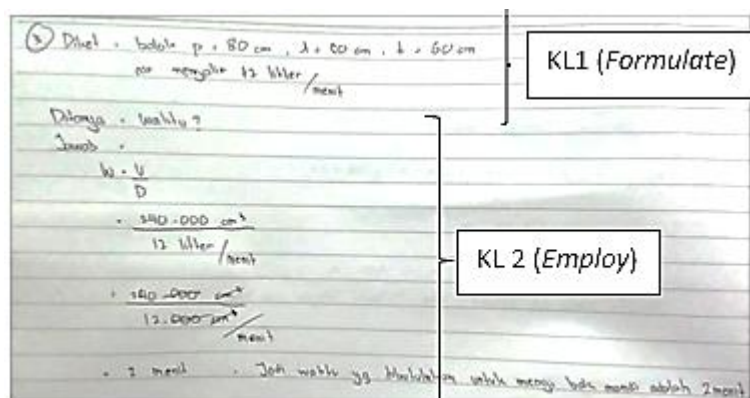 Diket : balok p = 80 cm, l = 60 cm, t = 60 cm
air mengalir 12 liter/menit
KL1 (Formulate)
Ditanya : waktu?
Jawab :
W = V/D
= 240.000 cm³
12 liter/menit
KL 2 (Employ)
= 240.000 cm³
12.000 cm³/menit
= 2 menit . Jadi waktu yg dibutuhkan untuk mengisi bak mandi adalah 2 menit